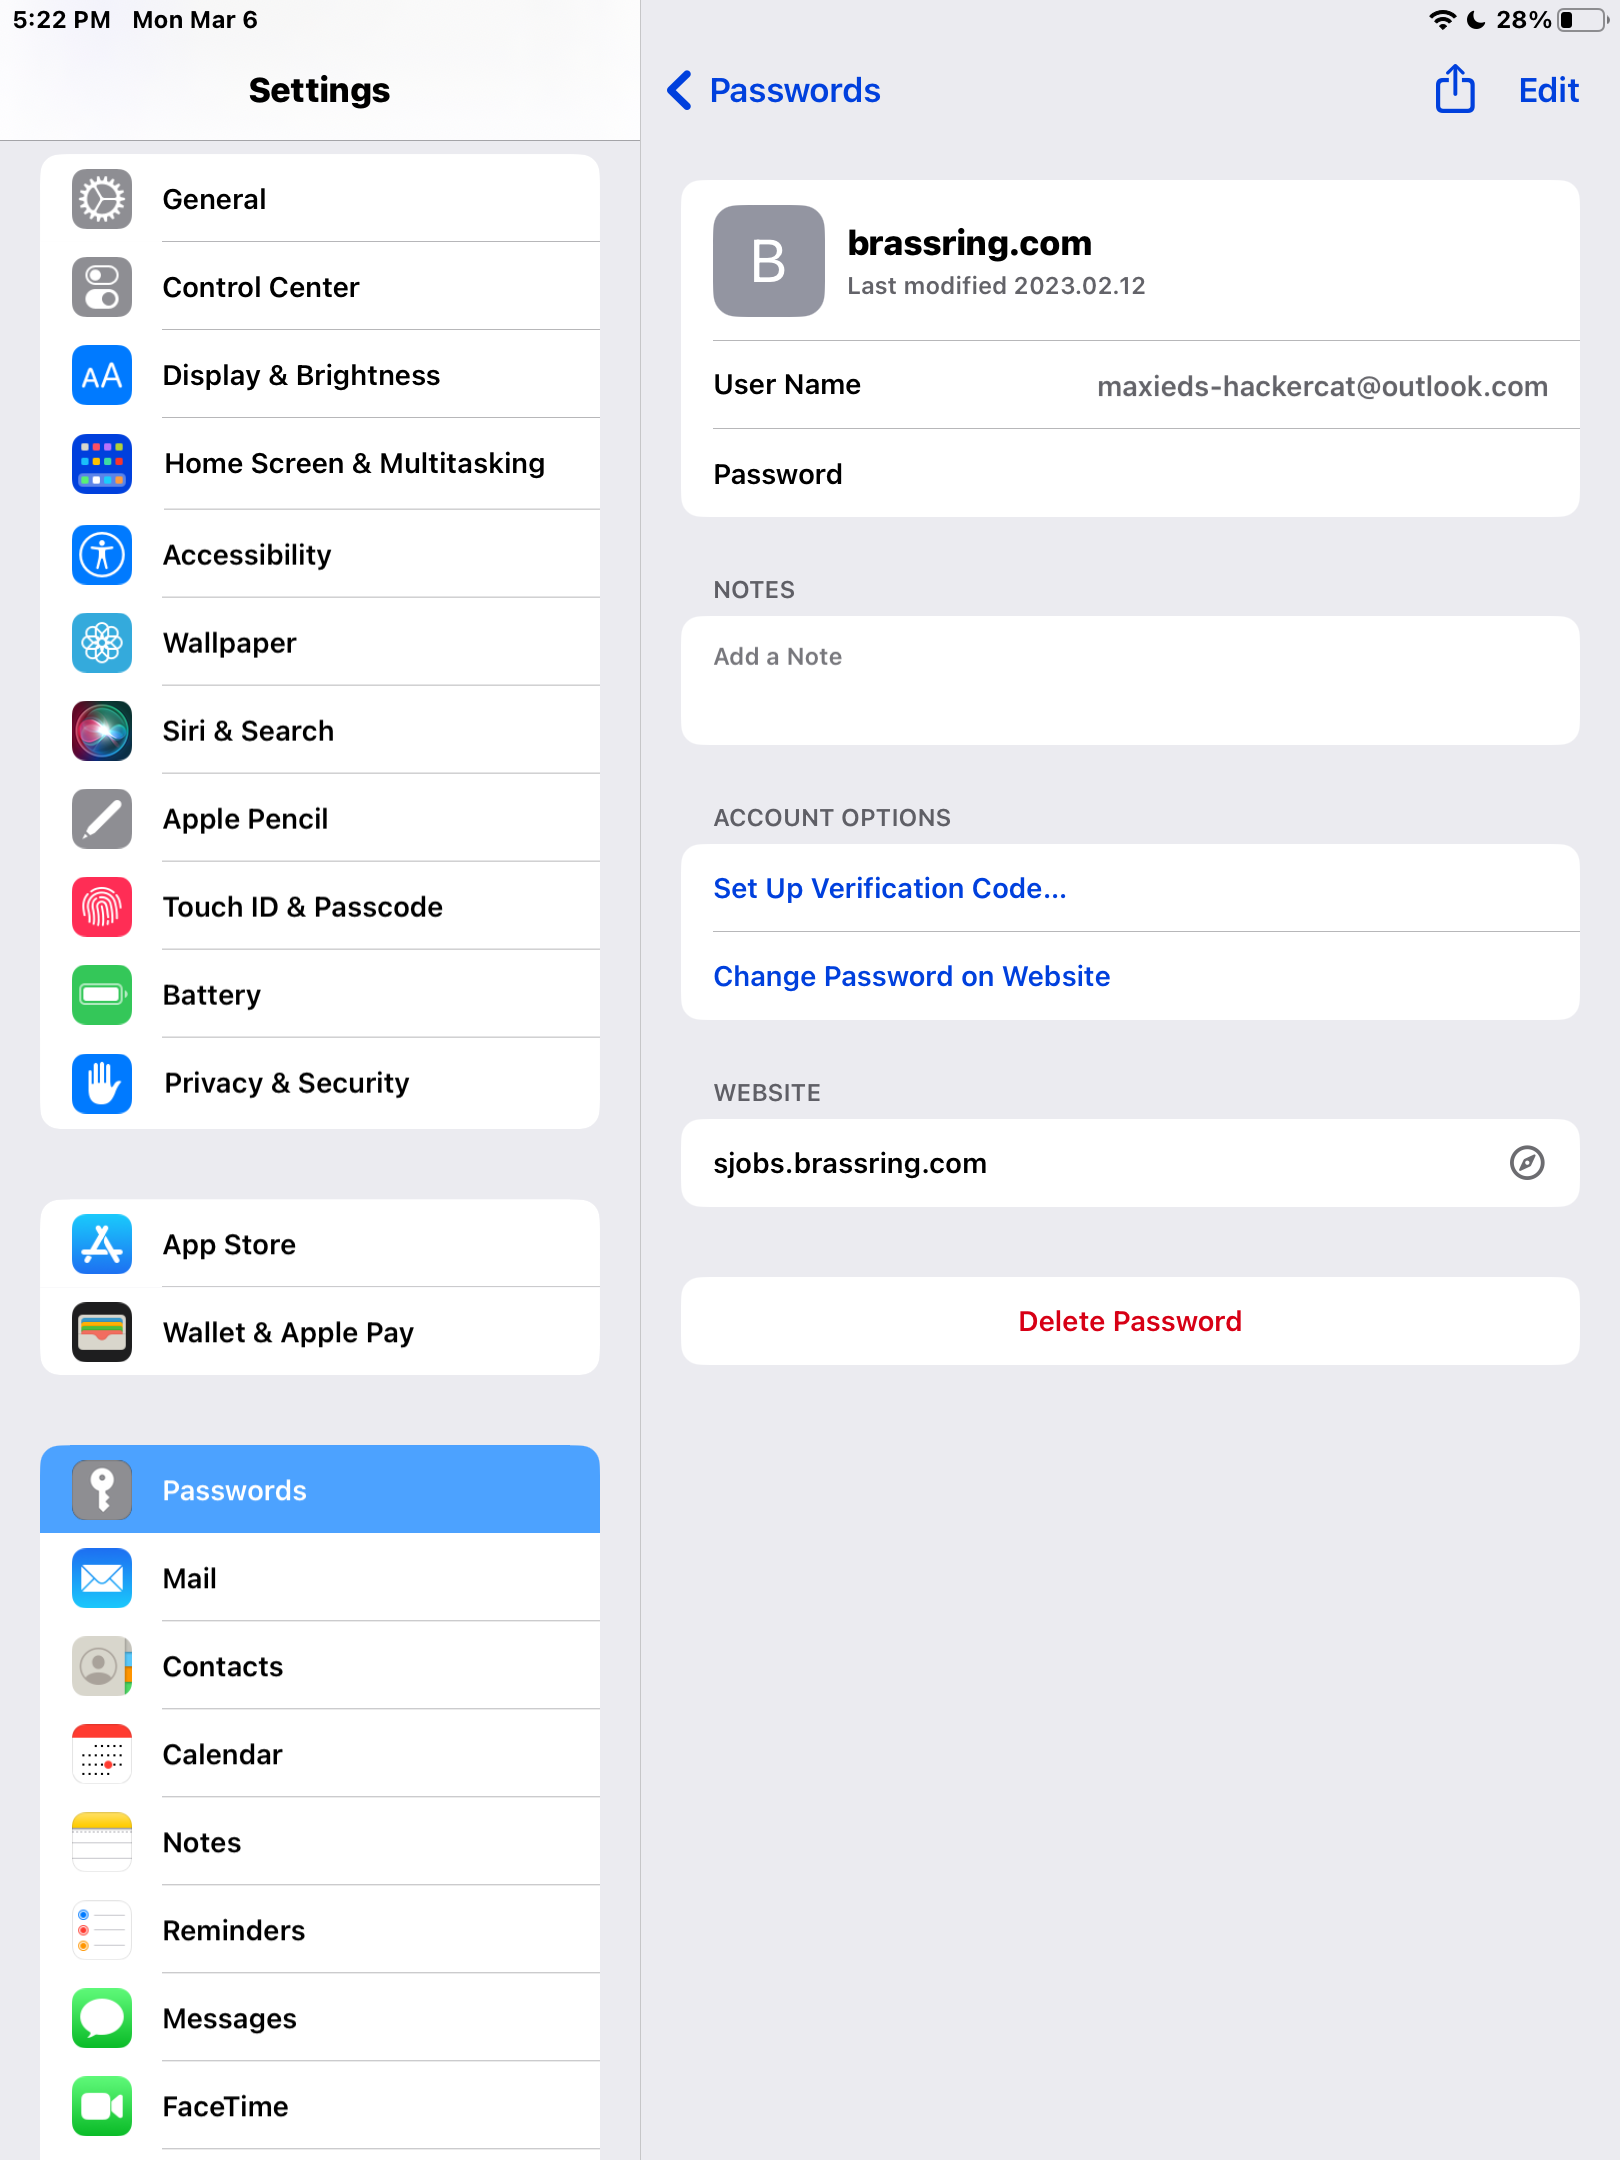 5:22 PM Mon Mar 6
28%
Settings
General
Control Center
AA
Display & Brightness
Home Screen & Multitasking
Accessibility
Wallpaper
Siri & Search
Apple Pencil
Touch ID & Passcode
Battery
Privacy & Security
App Store
Wallet & Apple Pay
Passwords
Mail
Contacts
Calendar
Notes
Reminders
Messages
FaceTime
Passwords
Edit
B
brassring.com
Last modified 2023.02.12
User Name maxieds-hackercat@outlook.com
Password
NOTES
Add a Note
ACCOUNT OPTIONS
Set Up Verification Code...
Change Password on Website
WEBSITE
sjobs.brassring.com
Delete Password